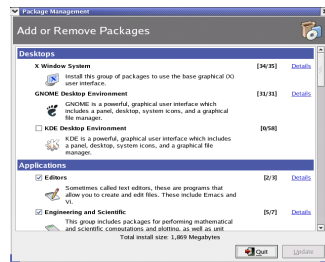 Package Management
Add or Remove Packages
Desktops
X Window System [34/35] Details
Install this group of packages to use the base graphical (X)
user interface.
GNOME Desktop Environment [31/31] Details
GNOME is a powerful, graphical user interface which
includes a panel, desktop, system icons, and a graphical
file manager.
KDE Desktop Environment [0/58]
KDE is a powerful, graphical user interface which includes
a panel, desktop, system icons, and a graphical file
manager.
Applications
Editors [2/3] Details
Sometimes called text editors, these are programs that
allow you to create and edit files. These include Emacs and
Vi.
Engineering and Scientific [5/7] Details
This group includes packages for performing mathematical
and scientific computations and plotting, as well as unit
Total install size: 1,869 Megabytes
Quit Update